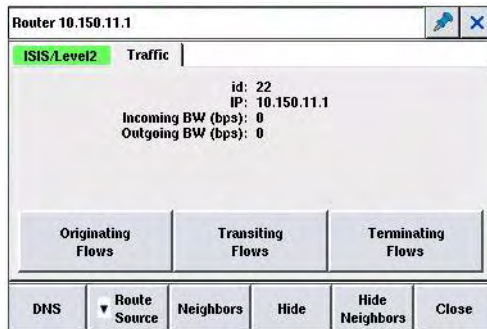 Router 10.150.11.1
ISIS/Level2 Traffic
id: 22
IP: 10.150.11.1
Incoming BW (bps): 0
Outgoing BW (bps): 0
Originating Flows
Transiting Flows
Terminating Flows
DNS
Route Source
Neighbors
Hide
Hide Neighbors
Close